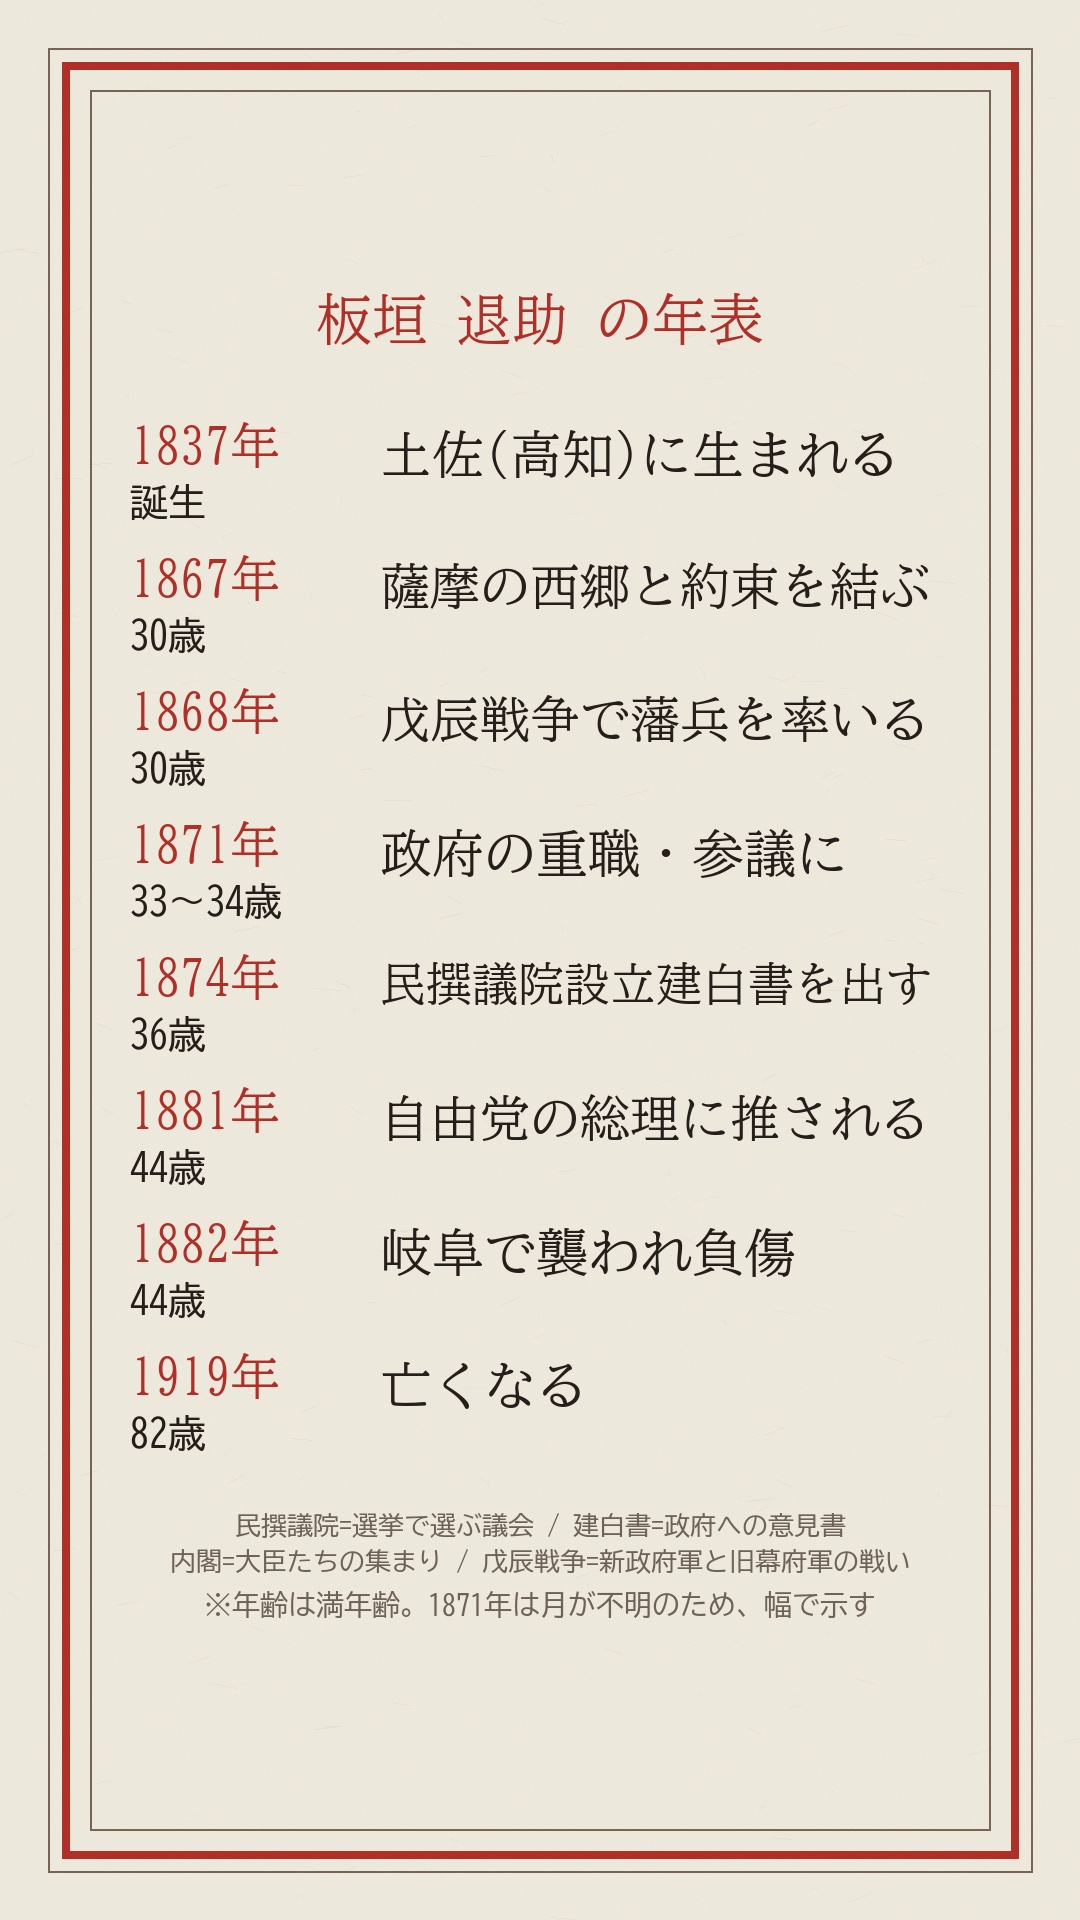 板垣 退助 の年表
1837年
誕生
土佐(高知)に生まれる
1867年
30歳
薩摩の西郷と約束を結ぶ
1868年
30歳
戊辰戦争で藩兵を率いる
1871年
33〜34歳
政府の重職・参議に
1874年
36歳
民撰議院設立建白書を出す
1881年
44歳
自由党の総理に推される
1882年
44歳
岐阜で襲われ負傷
1919年
82歳
亡くなる
民撰議院=選挙で選ぶ議会 / 建白書=政府への意見書
内閣=大臣たちの集まり / 戊辰戦争=新政府軍と旧幕府軍の戦い
※年齢は満年齢。1871年は月が不明のため、幅で示す